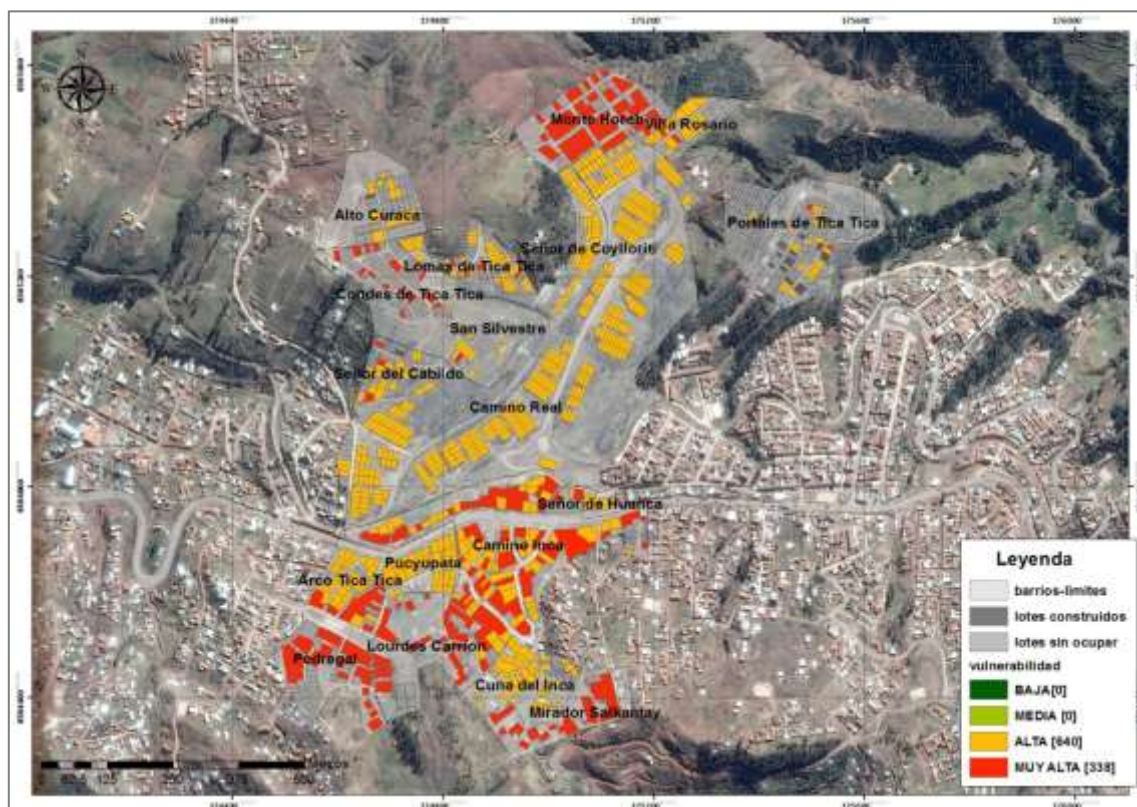 Monte Horeb
Villa Rosario
Alto Curaca
Portales de Tica Tica
Señor de Coyllorit
Lomas de Tica Tica
Condes de Tica Tica
San Silvestre
Señor del Cabildo
Camino Real
Señor de Huanca
Camino Inca
Pucyupata
Arco Tica Tica
Lourdes Carrion
Pedregal
Cuna del Inca
Mirador Salkantay
Leyenda
barrios-limites
lotes construidos
lotes sin ocupar
vulnerabilidad
BAJA[0]
MEDIA [0]
ALTA [640]
MUY ALTA [338]